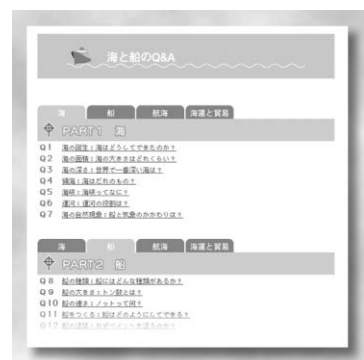 海と船のQ&A
海 船 航海 海運と貿易
PART1 海
Q1 海の誕生：海はどうしてできたのか？
Q2 海の面積：海の大きさはどれくらい？
Q3 海の深さ：世界で一番深い海は？
Q4 領海：海はだれのもの？
Q5 海峡：海峡ってなに？
Q6 運河：運河の役割は？
Q7 海の自然現象：船と気象のかかわりは？
海 船 航海 海運と貿易
PART2 船
Q8 船の種類：船にはどんな種類があるか？
Q9 船の大きさ：トン数とは？
Q10 船の速さ：ノットって何？
Q11 船をつくる：船はどのようにしてできる？
Q12